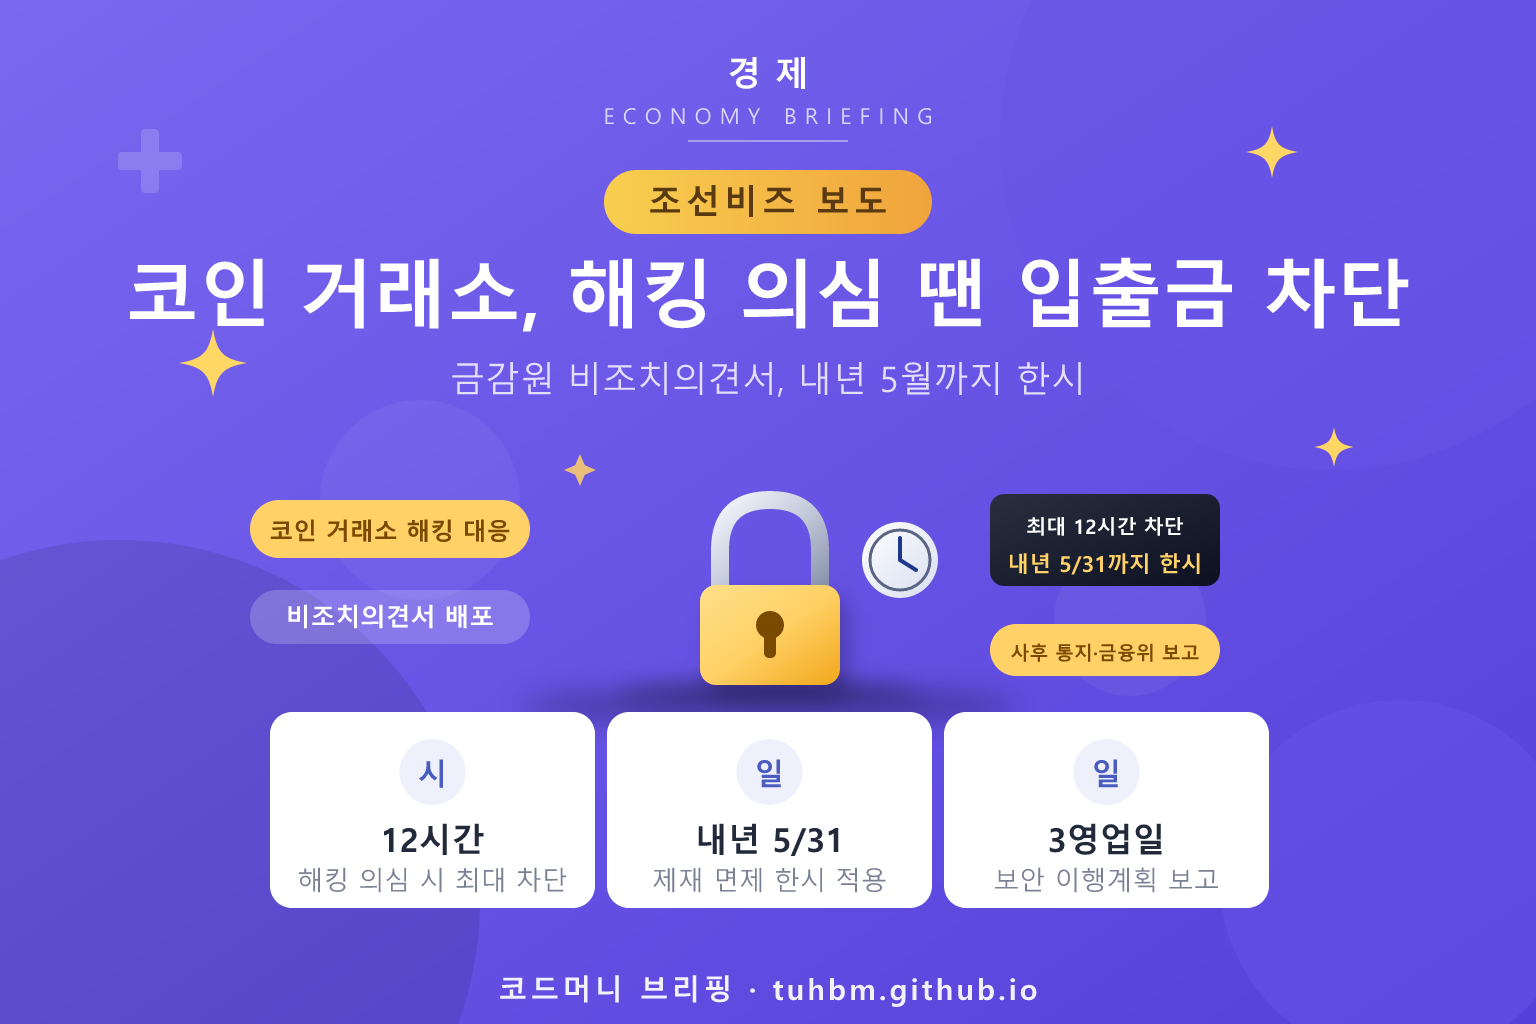 경제
ECONOMY BRIEFING
조선비즈 보도
코인 거래소, 해킹 의심 땐 입출금 차단
금감원 비조치의견서, 내년 5월까지 한시
코인 거래소 해킹 대응
비조치의견서 배포
최대 12시간 차단
내년 5/31까지 한시
사후 통지·금융위 보고
시
12시간
해킹 의심 시 최대 차단
일
내년 5/31
제재 면제 한시 적용
일
3영업일
보안 이행계획 보고
코드머니 브리핑 · tuhbm.github.io